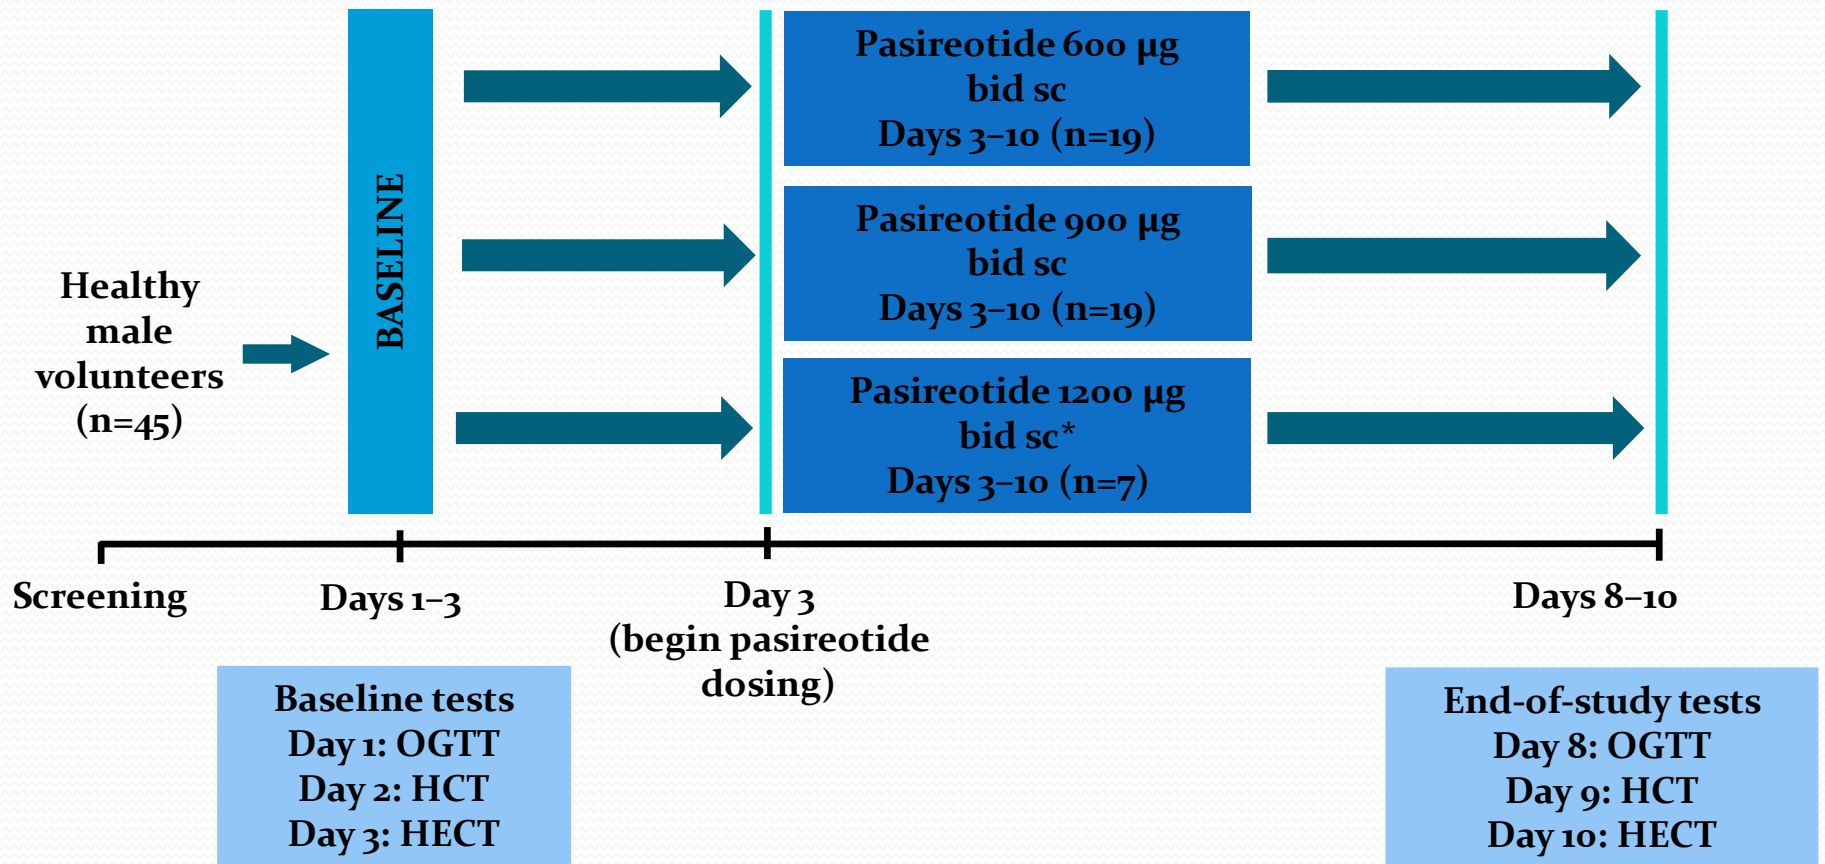 Healthy
male
volunteers
(n=45)
BASELINE
Pasireotide 600 µg
bid sc
Days 3–10 (n=19)
Pasireotide 900 µg
bid sc
Days 3–10 (n=19)
Pasireotide 1200 µg
bid sc*
Days 3–10 (n=7)
Screening
Days 1–3
Day 3
(begin pasireotide
dosing)
Days 8–10
Baseline tests
Day 1: OGTT
Day 2: HCT
Day 3: HECT
End-of-study tests
Day 8: OGTT
Day 9: HCT
Day 10: HECT